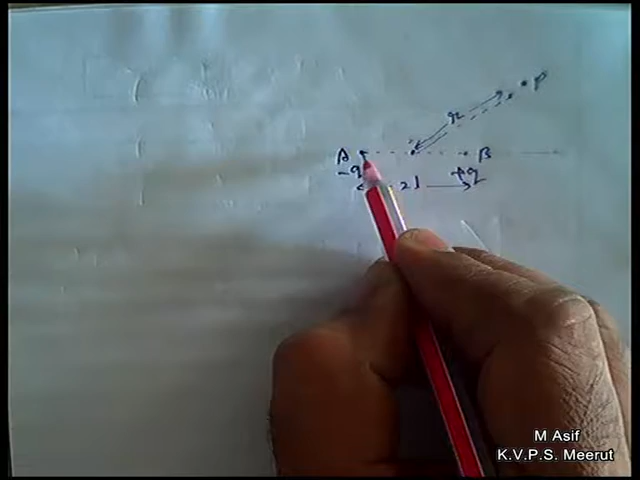 P
r
A B
-q +q
2l
M Asif
K.V.P.S. Meerut